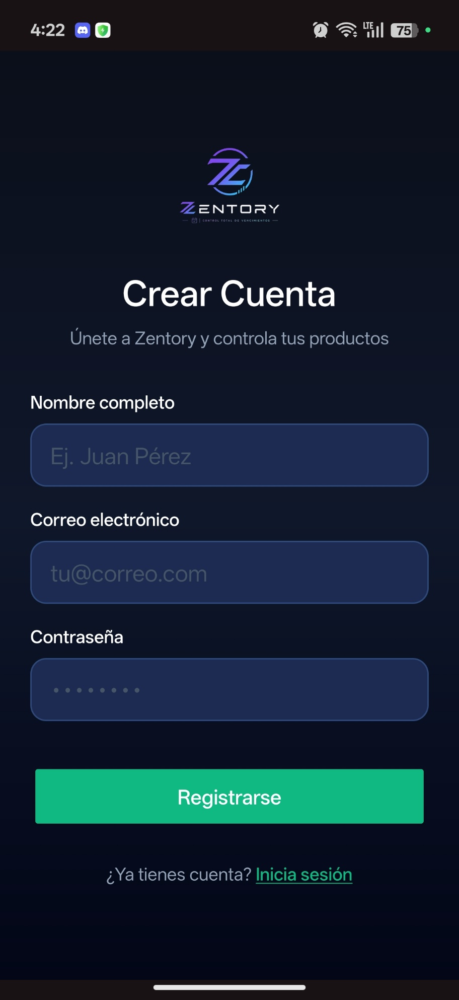 4:22
LTE
75
ZENTORY
CONTROL TOTAL DE VENCIMIENTOS
Crear Cuenta
Únete a Zentory y controla tus productos
Nombre completo
Ej. Juan Pérez
Correo electrónico
tu@correo.com
Contraseña
••••••••
Registrarse
¿Ya tienes cuenta? Inicia sesión